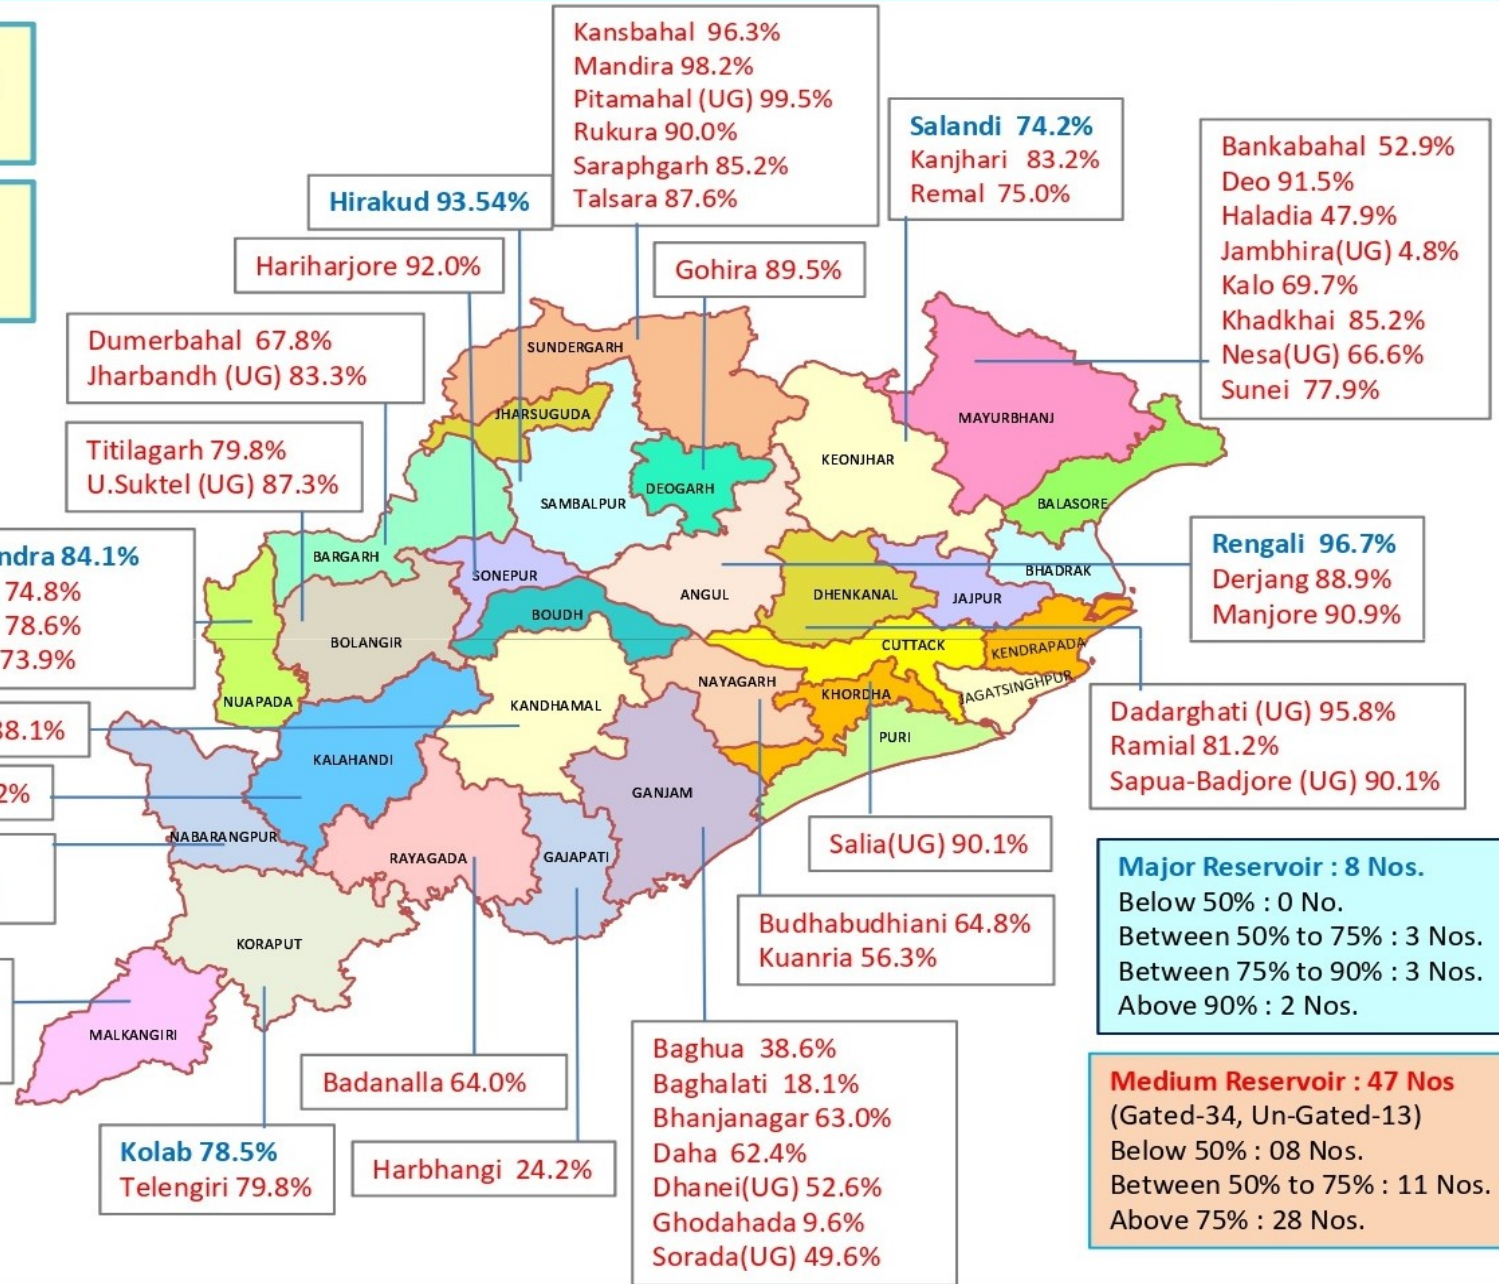 Kansbahal 96.3%
Mandira 98.2%
Pitamahal (UG) 99.5%
Rukura 90.0%
Saraphgarh 85.2%
Talsara 87.6%
Salandi 74.2%
Kanjhari 83.2%
Remal 75.0%
Bankabahal 52.9%
Deo 91.5%
Haladia 47.9%
Jambhira(UG) 4.8%
Kalo 69.7%
Khadkhai 85.2%
Nesa(UG) 66.6%
Sunei 77.9%
Hirakud 93.54%
Hariharjore 92.0%
Gohira 89.5%
Dumerbahal 67.8%
Jharbandh (UG) 83.3%
Titilagarh 79.8%
U.Suktel (UG) 87.3%
ndra 84.1%
74.8%
78.6%
73.9%
38.1%
2%
SUNDERGARH
JHARSUGUDA
SAMBALPUR
DEOGARH
KEONJHAR
MAYURBHANJ
BALASORE
BHADRAK
BARGARH
SONEPUR
BOUDH
ANGUL
DHENKANAL
JAJPUR
BOLANGIR
NUAPADA
CUTTACK
KENDRAPADA
JAGATSINGHPUR
NAYAGARH
KHORDHA
PURI
KANDHAMAL
KALAHANDI
GANJAM
NABARANGPUR
RAYAGADA
GAJAPATI
KORAPUT
MALKANGIRI
Rengali 96.7%
Derjang 88.9%
Manjore 90.9%
Dadarghati (UG) 95.8%
Ramial 81.2%
Sapua-Badjore (UG) 90.1%
Salia(UG) 90.1%
Budhabudhiani 64.8%
Kuanria 56.3%
Badanalla 64.0%
Kolab 78.5%
Telengiri 79.8%
Harbhangi 24.2%
Baghua 38.6%
Baghalati 18.1%
Bhanjanagar 63.0%
Daha 62.4%
Dhanei(UG) 52.6%
Ghodahada 9.6%
Sorada(UG) 49.6%
Major Reservoir : 8 Nos.
Below 50% : 0 No.
Between 50% to 75% : 3 Nos.
Between 75% to 90% : 3 Nos.
Above 90% : 2 Nos.
Medium Reservoir : 47 Nos
(Gated-34, Un-Gated-13)
Below 50% : 08 Nos.
Between 50% to 75% : 11 Nos.
Above 75% : 28 Nos.